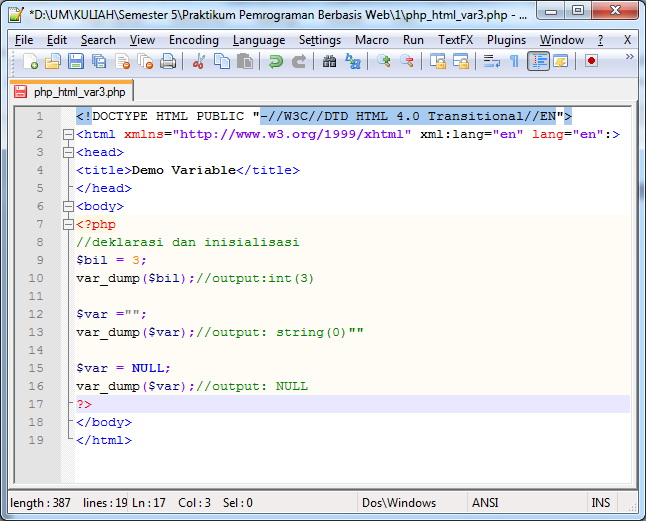 *D:\UM\KULIAH\Semester 5\Praktikum Pemrograman Berbasis Web\1\php_html_var3.php - ...
File Edit Search View Encoding Language Settings Macro Run TextFX Plugins Window ? X
php_html_var3.php
1 <!DOCTYPE HTML PUBLIC "-//W3C//DTD HTML 4.0 Transitional//EN">
2 <html xmlns="http://www.w3.org/1999/xhtml" xml:lang="en" lang="en":>
3 <head>
4 <title>Demo Variable</title>
5 </head>
6 <body>
7 <?php
8 //deklarasi dan inisialisasi
9 $bil = 3;
10 var_dump($bil);//output:int(3)
11
12 $var ="";
13 var_dump($var);//output: string(0)""
14
15 $var = NULL;
16 var_dump($var);//output: NULL
17 ?>
18 </body>
19 </html>
length : 387 lines : 19 Ln : 17 Col : 3 Sel : 0 Dos\Windows ANSI INS